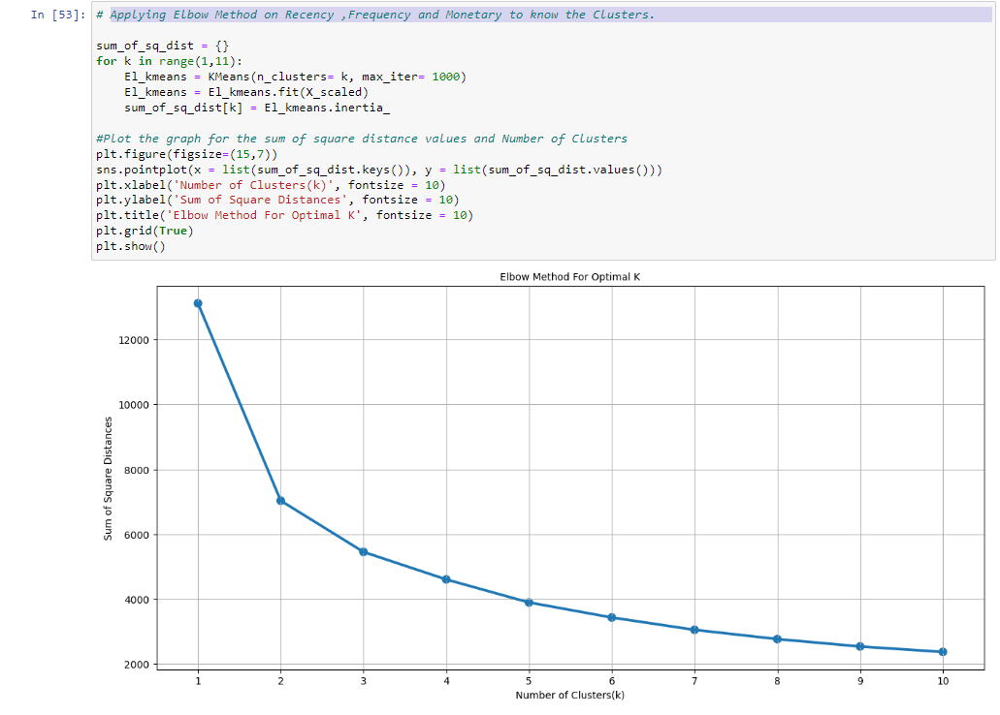 In [53]: # Applying Elbow Method on Recency ,Frequency and Monetary to know the Clusters.
sum_of_sq_dist = {}
for k in range(1,11):
    El_kmeans = KMeans(n_clusters= k, max_iter= 1000)
    El_kmeans = El_kmeans.fit(X_scaled)
    sum_of_sq_dist[k] = El_kmeans.inertia_
#Plot the graph for the sum of square distance values and Number of Clusters
plt.figure(figsize=(15,7))
sns.pointplot(x = list(sum_of_sq_dist.keys()), y = list(sum_of_sq_dist.values()))
plt.xlabel('Number of Clusters(k)', fontsize = 10)
plt.ylabel('Sum of Square Distances', fontsize = 10)
plt.title('Elbow Method For Optimal K', fontsize = 10)
plt.grid(True)
plt.show()
Elbow Method For Optimal K
12000
10000
8000
6000
4000
2000
Sum of Square Distances
1 2 3 4 5 6 7 8 9 10
Number of Clusters(k)